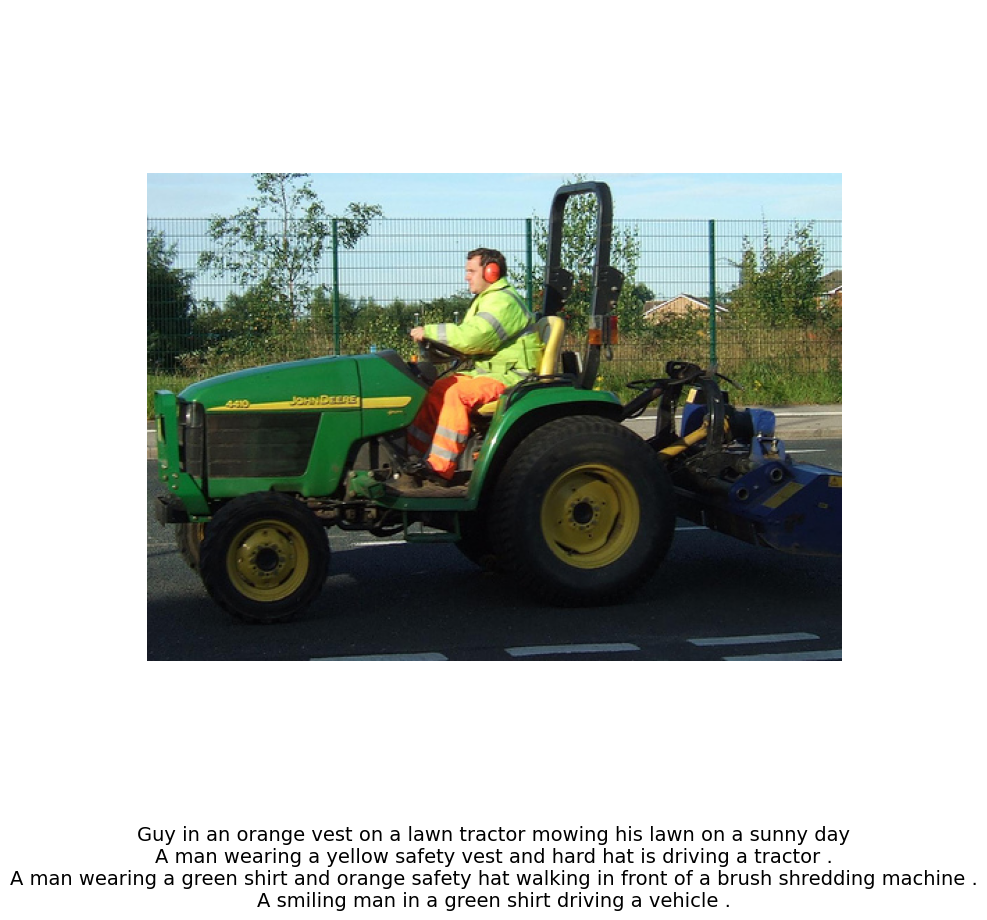 4410
JOHN DEERE
Guy in an orange vest on a lawn tractor mowing his lawn on a sunny day
A man wearing a yellow safety vest and hard hat is driving a tractor .
A man wearing a green shirt and orange safety hat walking in front of a brush shredding machine .
A smiling man in a green shirt driving a vehicle .